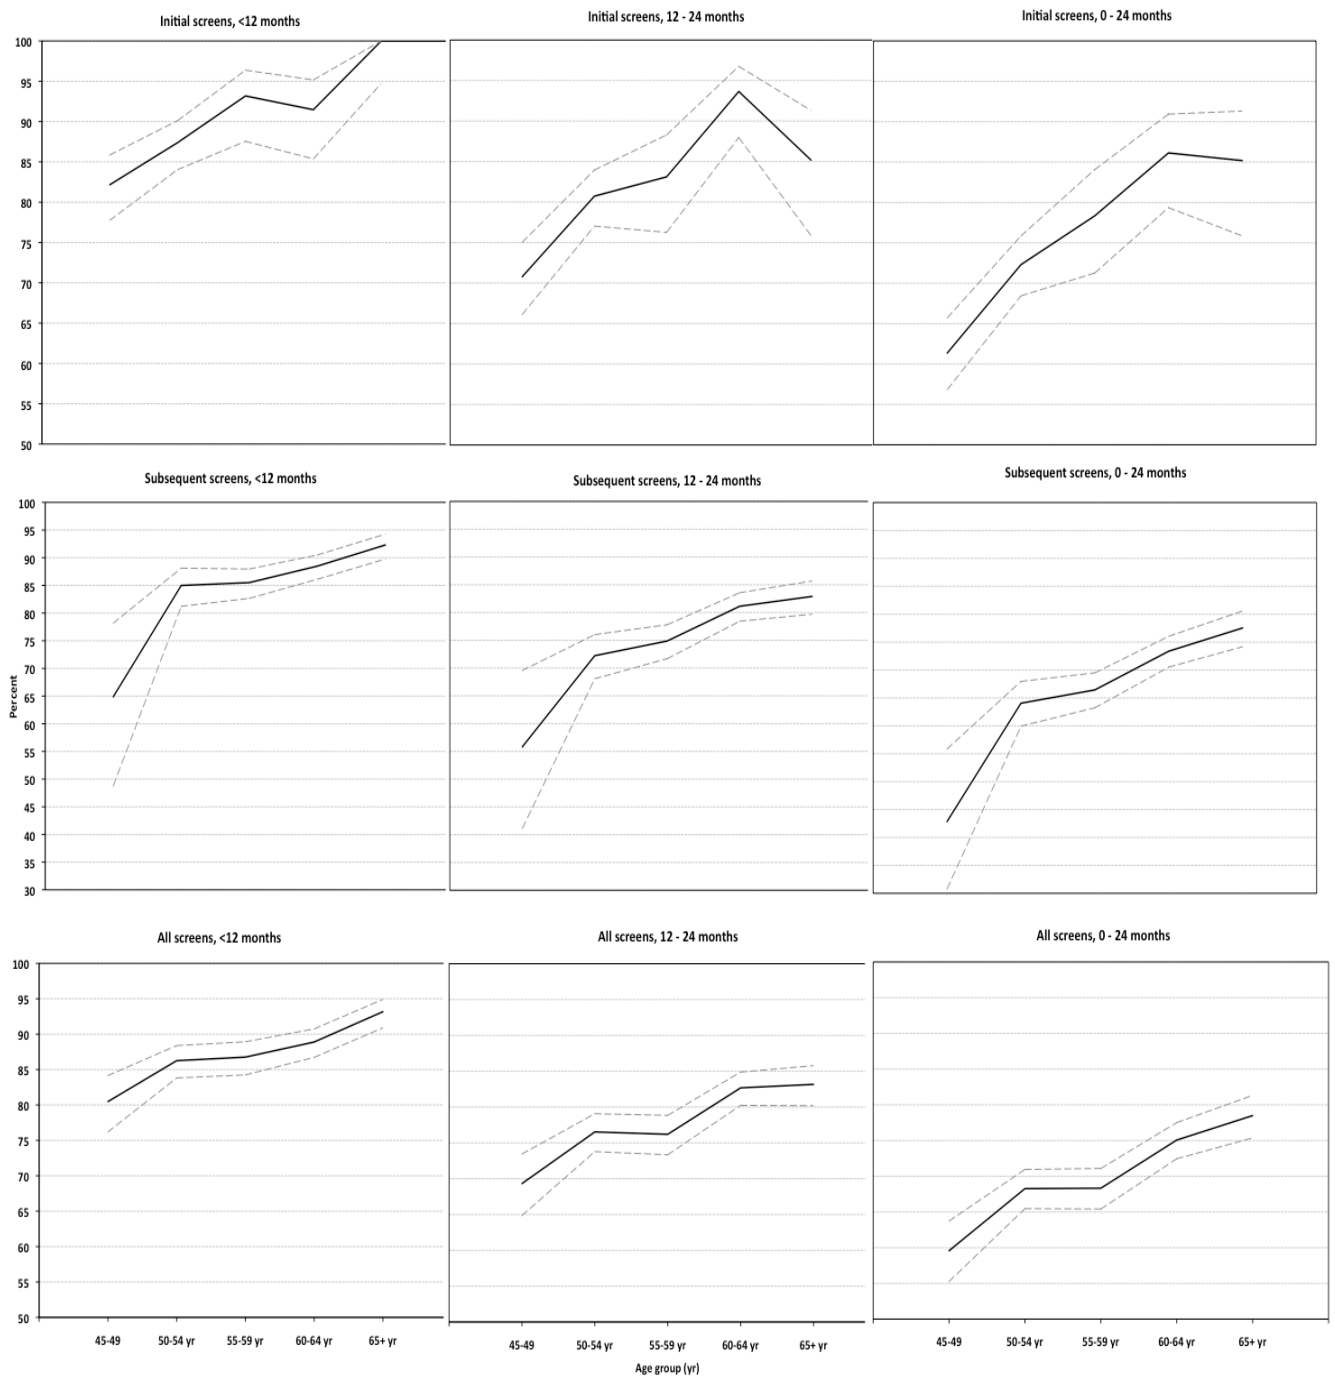 Initial screens, <12 months
Initial screens, 12 - 24 months
Initial screens, 0 - 24 months
100
95
90
85
80
75
70
65
60
55
50
Subsequent screens, <12 months
Subsequent screens, 12 - 24 months
Subsequent screens, 0 - 24 months
Percent
100
95
90
85
80
75
70
65
60
55
50
45
40
35
30
All screens, <12 months
All screens, 12 - 24 months
All screens, 0 - 24 months
100
95
90
85
80
75
70
65
60
55
50
45-49 50-54 yr 55-59 yr 60-64 yr 65+ yr
45-49 50-54 yr 55-59 yr 60-64 yr 65+ yr
45-49 50-54 yr 55-59 yr 60-64 yr 65+ yr
Age group (yr)